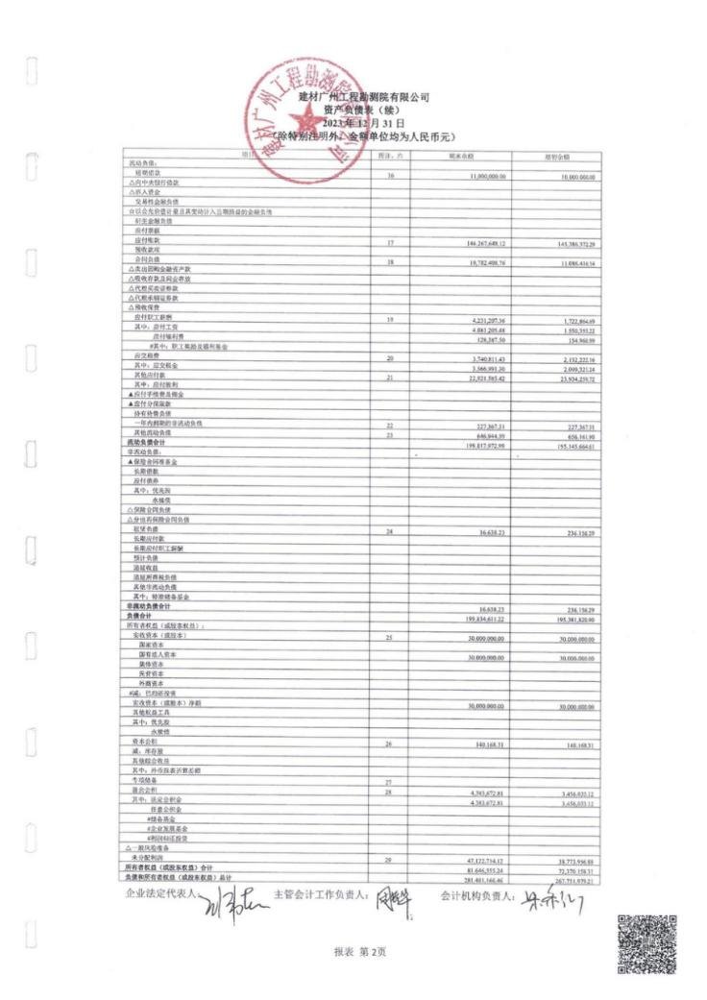 建材广州工程勘测院有限公司
建材广州工程勘测院有限公司
资产负债表（续）
2023年12月31日
（除特别注明外，金额单位均为人民币元）
项目 附注、六 期末余额 期初余额
流动负债：
短期借款 16 11,000,000.00 10,000,000.00
△向中央银行借款
△拆入资金
交易性金融负债
☆以公允价值计量且其变动计入当期损益的金融负债
衍生金融负债
应付票据
应付账款 17 146,267,648.12 145,386,372.29
预收款项
合同负债 18 10,782,408.76 11,086,416.54
△卖出回购金融资产款
△吸收存款及同业存放
△代理买卖证券款
△代理承销证券款
△预收保费
应付职工薪酬 19 4,231,207.36 1,722,864.69
其中：应付工资 4,081,205.48 1,550,355.22
应付福利费 128,387.50 154,960.99
#其中：职工奖励及福利基金
应交税费 20 3,740,811.43 2,132,222.16
其中：应交税金 3,566,991.30 2,099,321.24
其他应付款 21 22,921,585.42 23,934,259.72
其中：应付股利
▲应付手续费及佣金
▲应付分保账款
持有待售负债
一年内到期的非流动负债 22 227,367.31 227,367.31
其他流动负债 23 646,944.59 656,161.90
流动负债合计 199,817,972.99 195,145,664.61
非流动负债：
▲保险合同准备金
长期借款
应付债券
其中：优先股
永续债
△保险合同负债
△分出再保险合同负债
租赁负债 24 16,638.23 236,156.29
长期应付款
长期应付职工薪酬
预计负债
递延收益
递延所得税负债
其他非流动负债
其中：特准储备基金
非流动负债合计 16,638.23 236,156.29
负债合计 199,834,611.22 195,381,820.90
所有者权益（或股东权益）：
实收资本（或股本） 25 30,000,000.00 30,000,000.00
国家资本
国有法人资本 30,000,000.00 30,000,000.00
集体资本
民营资本
外商资本
#减：已归还投资
实收资本（或股本）净额 30,000,000.00 30,000,000.00
其他权益工具
其中：优先股
永续债
资本公积 26 140,168.31 140,168.31
减：库存股
其他综合收益
其中：外币报表折算差额
专项储备 27
盈余公积 28 4,383,672.81 3,456,033.12
其中：法定公积金 4,383,672.81 3,456,033.12
任意公积金
#储备基金
#企业发展基金
#利润归还投资
△一般风险准备
未分配利润 29 47,122,714.12 38,773,956.88
所有者权益（或股东权益）合计 81,646,555.24 72,370,158.31
负债和所有者权益（或股东权益）总计 281,481,166.46 267,751,979.21
企业法定代表人： 主管会计工作负责人： 会计机构负责人：
报表 第2页